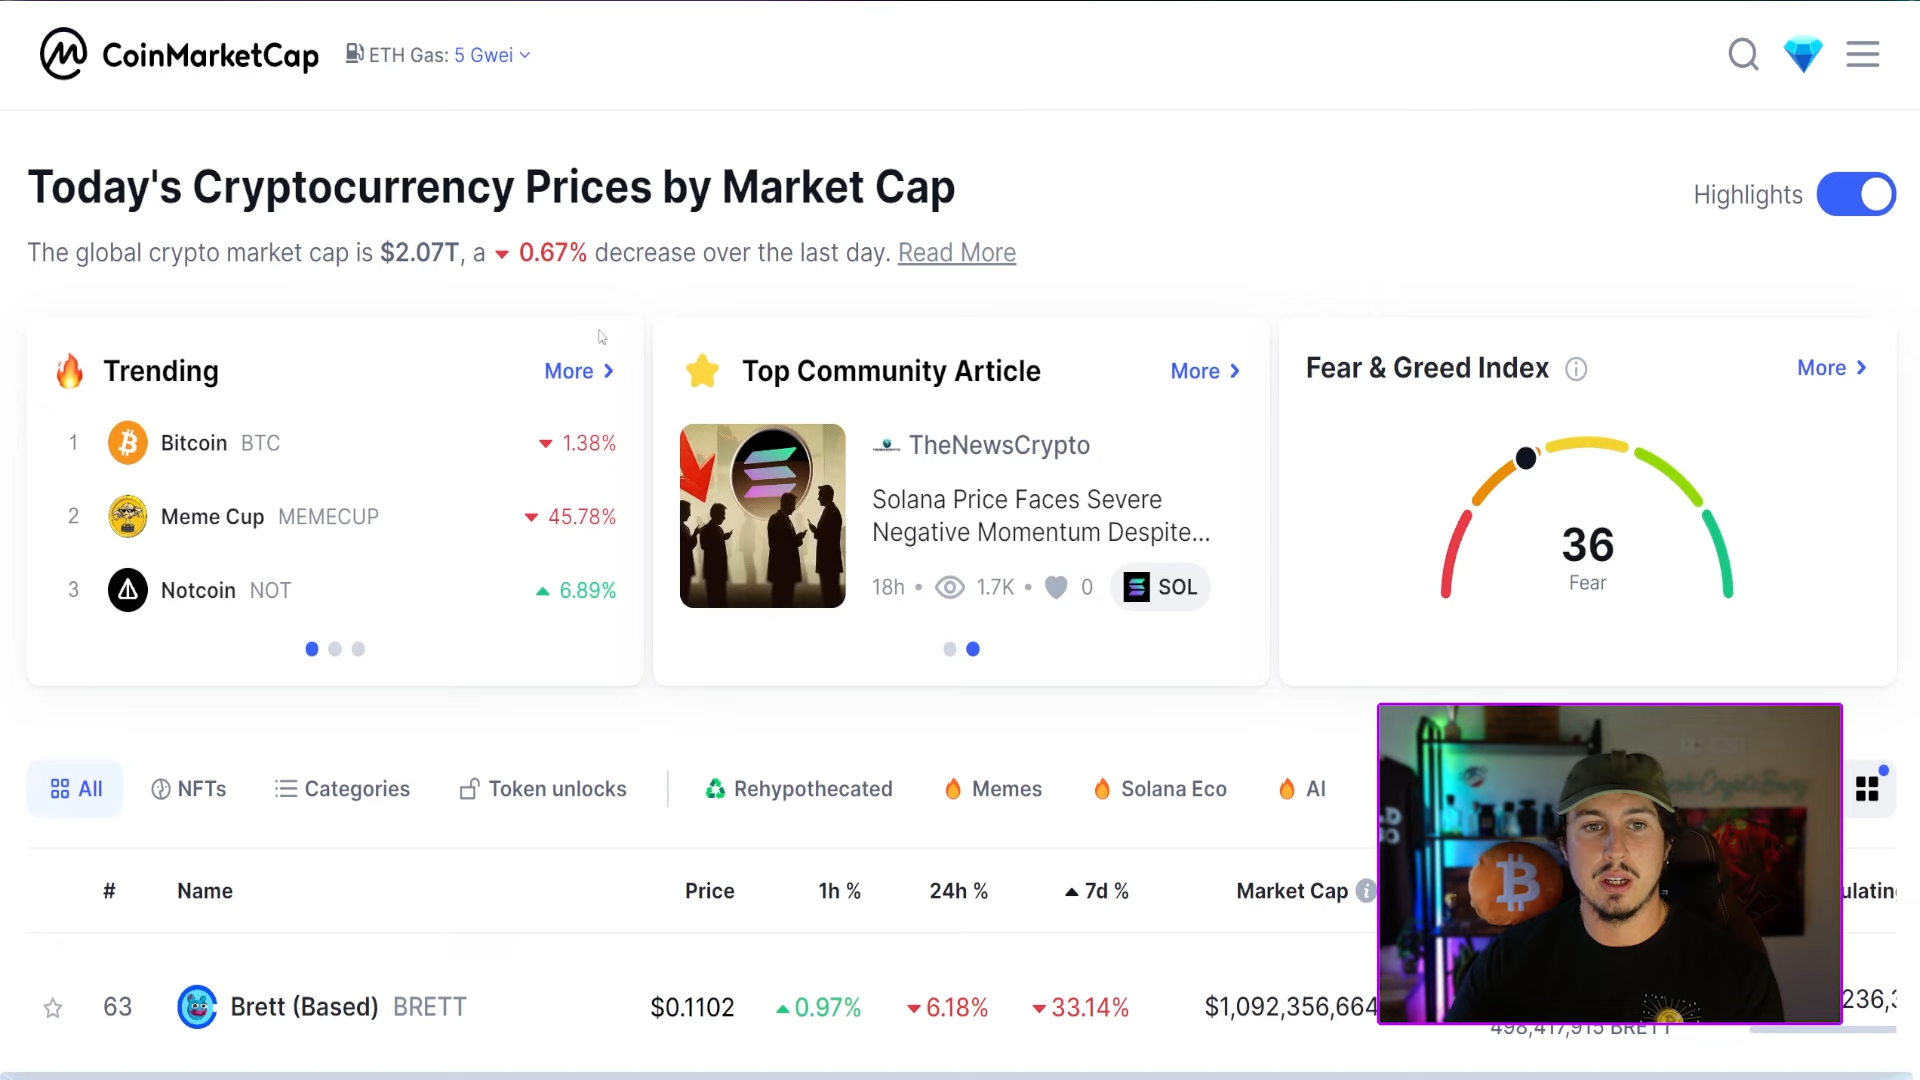 CoinMarketCap
ETH Gas: 5 Gwei
Today's Cryptocurrency Prices by Market Cap
Highlights
The global crypto market cap is $2.07T, a 0.67% decrease over the last day. Read More
Trending
More
1 Bitcoin BTC 1.38%
2 Meme Cup MEMECUP 45.78%
3 Notcoin NOT 6.89%
Top Community Article
More
TheNewsCrypto
Solana Price Faces Severe
Negative Momentum Despite...
18h • 1.7K • 0 SOL
Fear & Greed Index
More
36
Fear
All NFTs Categories Token unlocks Rehypothecated Memes Solana Eco AI
# Name Price 1h % 24h % 7d % Market Cap
63 Brett (Based) BRETT $0.1102 0.97% 6.18% 33.14% $1,092,356,664
498,417,915 BRETT